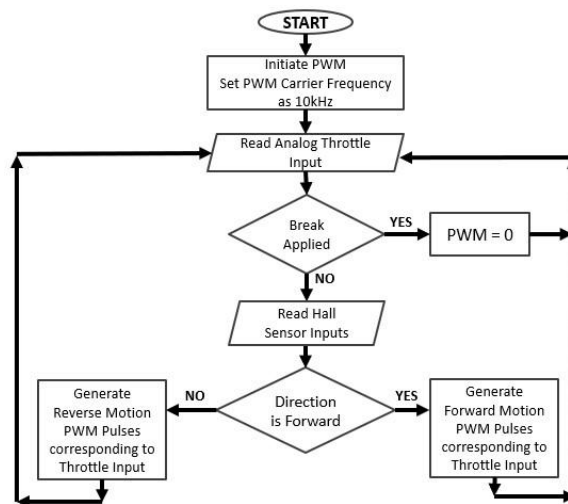 START
Initiate PWM
Set PWM Carrier Frequency
as 10kHz
Read Analog Throttle
Input
Break
Applied
YES
PWM = 0
NO
Read Hall
Sensor Inputs
Direction
is Forward
NO
YES
Generate
Reverse Motion
PWM Pulses
corresponding to
Throttle Input
Generate
Forward Motion
PWM Pulses
corresponding to
Throttle Input